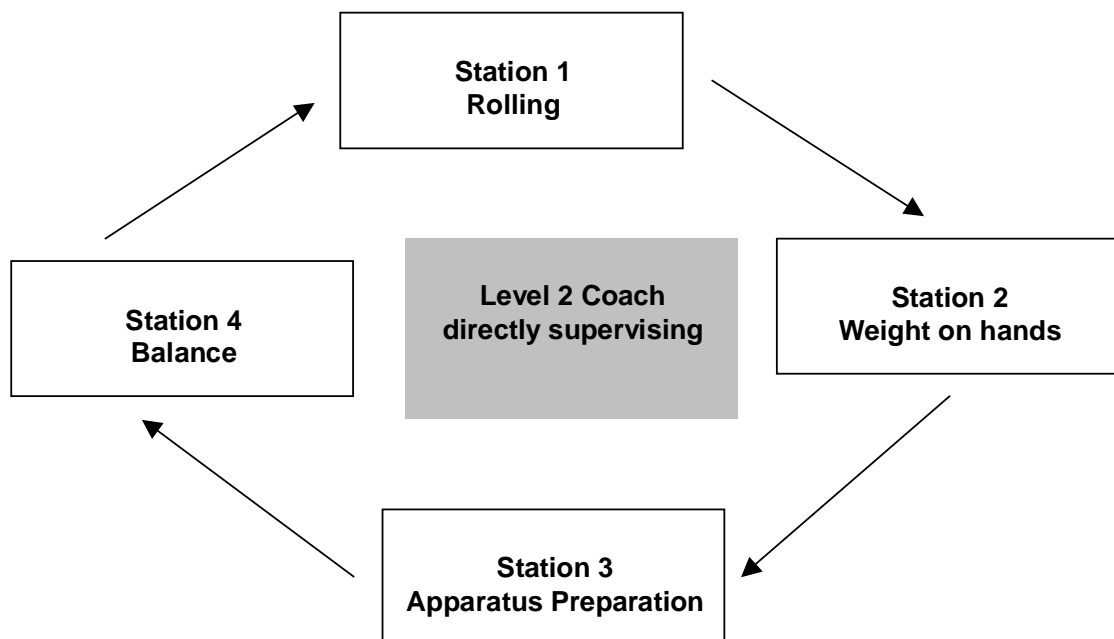 Station 1
Rolling
Level 2 Coach
directly supervising
Station 2
Weight on hands
Station 4
Balance
Station 3
Apparatus Preparation